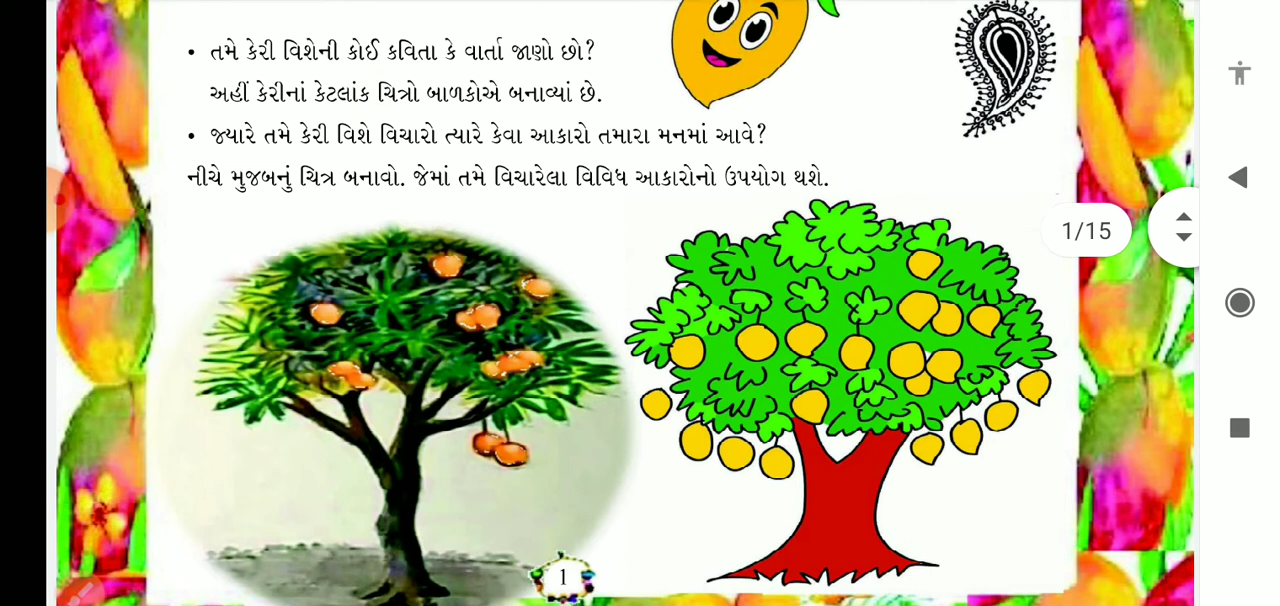 • તમે કેરી વિશેની કોઈ કવિતા કે વાર્તા જાણો છો?
અહીં કેરીનાં કેટલાંક ચિત્રો બાળકોએ બનાવ્યાં છે.
• જ્યારે તમે કેરી વિશે વિચારો ત્યારે કેવા આકારો તમારા મનમાં આવે?
નીચે મુજબનું ચિત્ર બનાવો. જેમાં તમે વિચારેલા વિવિધ આકારોનો ઉપયોગ થશે.
1/15
1